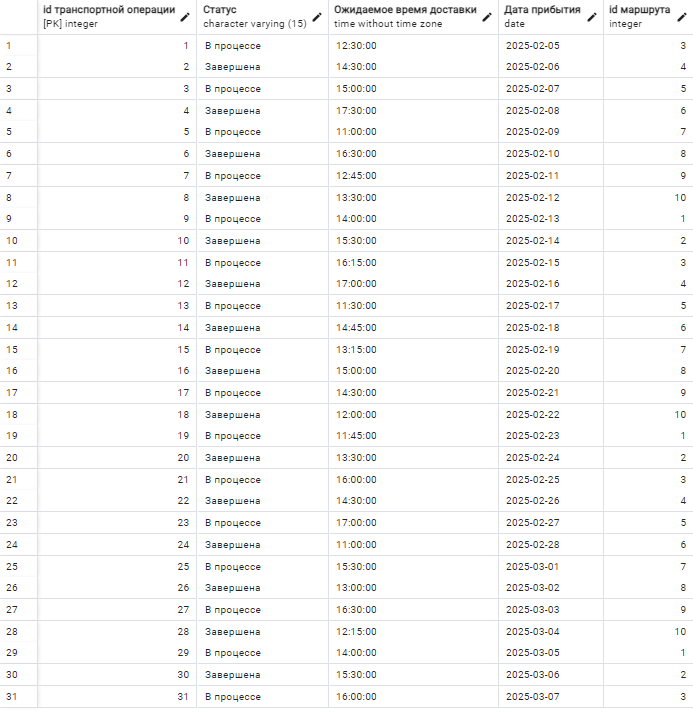 id транспортной операции Статус Ожидаемое время доставки Дата прибытия id маршрута
[PK] integer character varying (15) time without time zone date integer
1 1 В процессе 12:30:00 2025-02-05 3
2 2 Завершена 14:30:00 2025-02-06 4
3 3 В процессе 15:00:00 2025-02-07 5
4 4 Завершена 17:30:00 2025-02-08 6
5 5 В процессе 11:00:00 2025-02-09 7
6 6 Завершена 16:30:00 2025-02-10 8
7 7 В процессе 12:45:00 2025-02-11 9
8 8 Завершена 13:30:00 2025-02-12 10
9 9 В процессе 14:00:00 2025-02-13 1
10 10 Завершена 15:30:00 2025-02-14 2
11 11 В процессе 16:15:00 2025-02-15 3
12 12 Завершена 17:00:00 2025-02-16 4
13 13 В процессе 11:30:00 2025-02-17 5
14 14 Завершена 14:45:00 2025-02-18 6
15 15 В процессе 13:15:00 2025-02-19 7
16 16 Завершена 15:00:00 2025-02-20 8
17 17 В процессе 14:30:00 2025-02-21 9
18 18 Завершена 12:00:00 2025-02-22 10
19 19 В процессе 11:45:00 2025-02-23 1
20 20 Завершена 13:30:00 2025-02-24 2
21 21 В процессе 16:00:00 2025-02-25 3
22 22 Завершена 14:30:00 2025-02-26 4
23 23 В процессе 17:00:00 2025-02-27 5
24 24 Завершена 11:00:00 2025-02-28 6
25 25 В процессе 15:30:00 2025-03-01 7
26 26 Завершена 13:00:00 2025-03-02 8
27 27 В процессе 16:30:00 2025-03-03 9
28 28 Завершена 12:15:00 2025-03-04 10
29 29 В процессе 14:00:00 2025-03-05 1
30 30 Завершена 15:30:00 2025-03-06 2
31 31 В процессе 16:00:00 2025-03-07 3